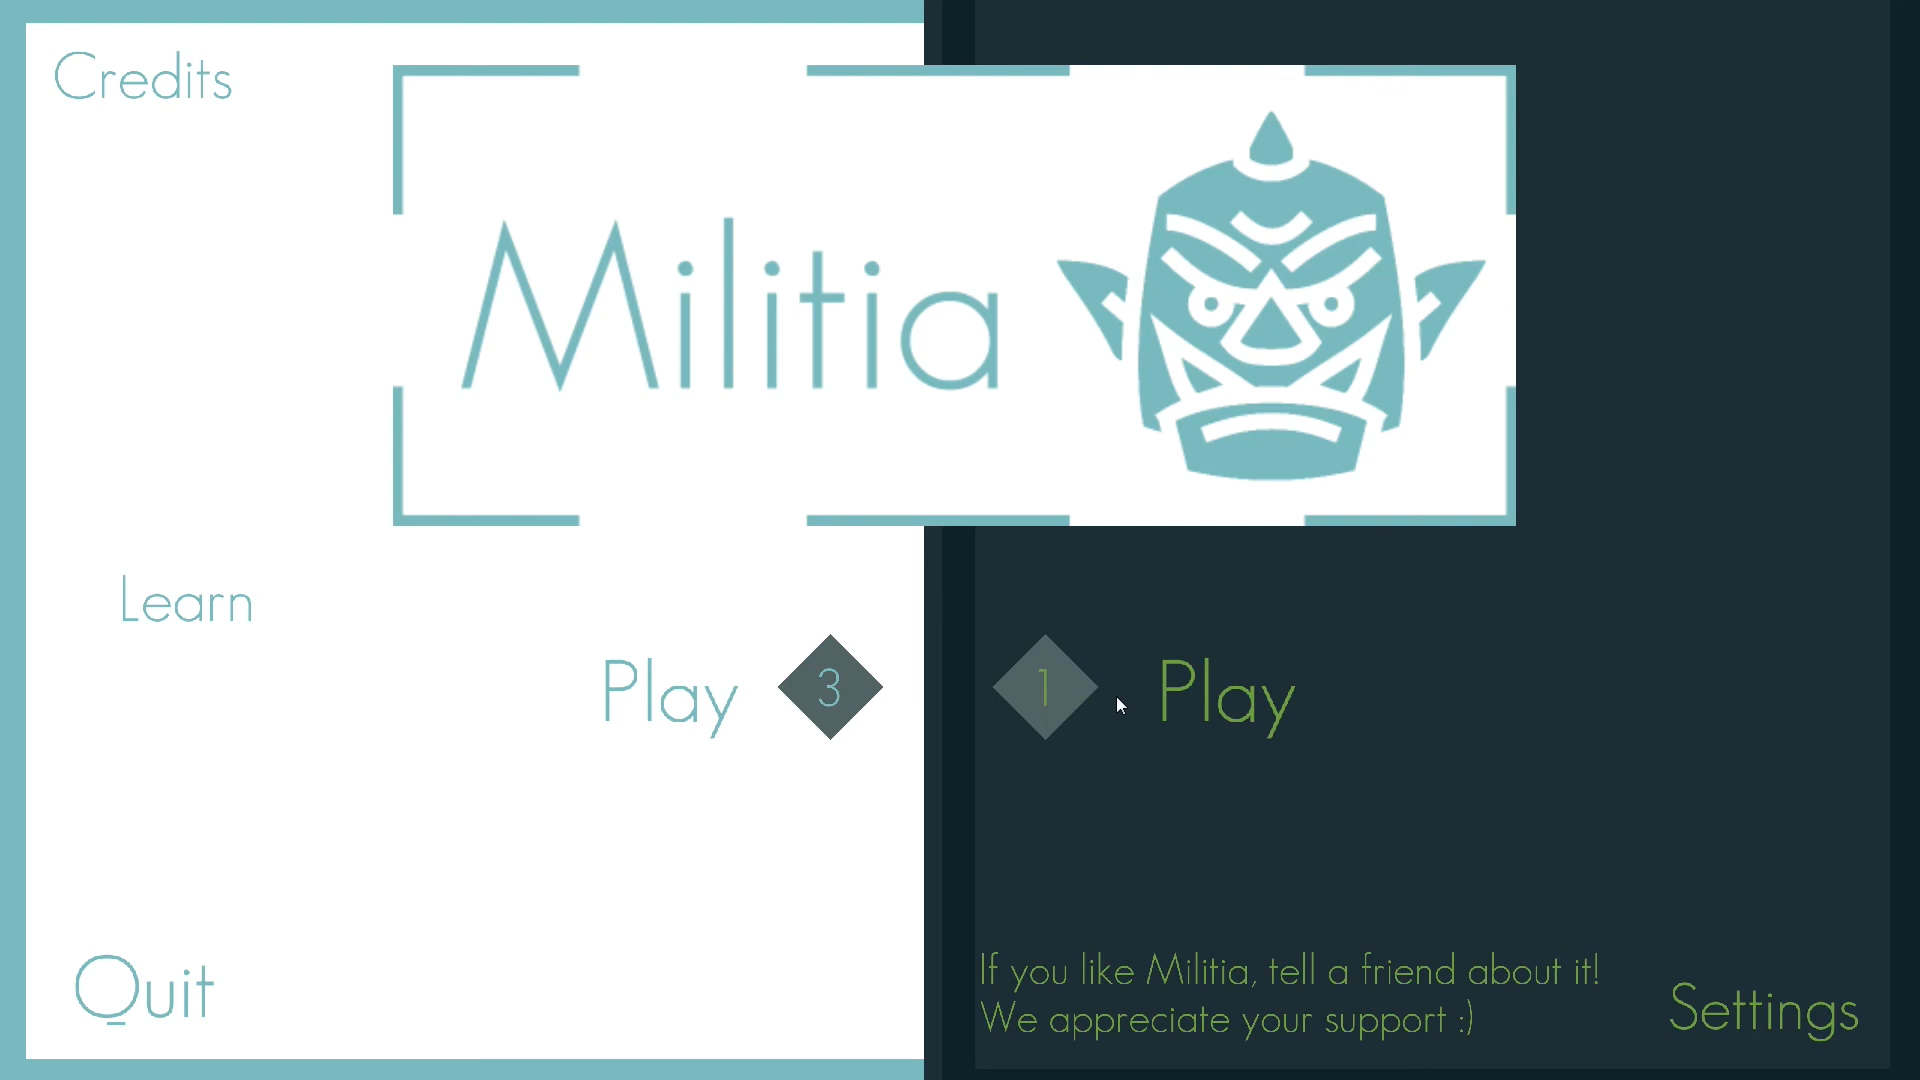 Credits
Militia
Learn
Play 3
1 Play
Quit
If you like Militia, tell a friend about it!
We appreciate your support :)
Settings